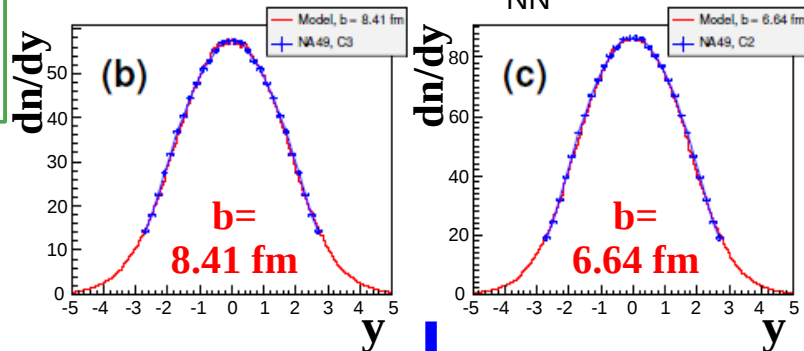 NN
Model, b = 8.41 fm
NA49, C3
(b)
dn/dy
50
40
30
20
10
0
b=
8.41 fm
-5 -4 -3 -2 -1 0 1 2 3 4 5
y
Model, b = 6.64 fm
NA49, C2
(c)
dn/dy
80
60
40
20
0
b=
6.64 fm
-5 -4 -3 -2 -1 0 1 2 3 4 5
y